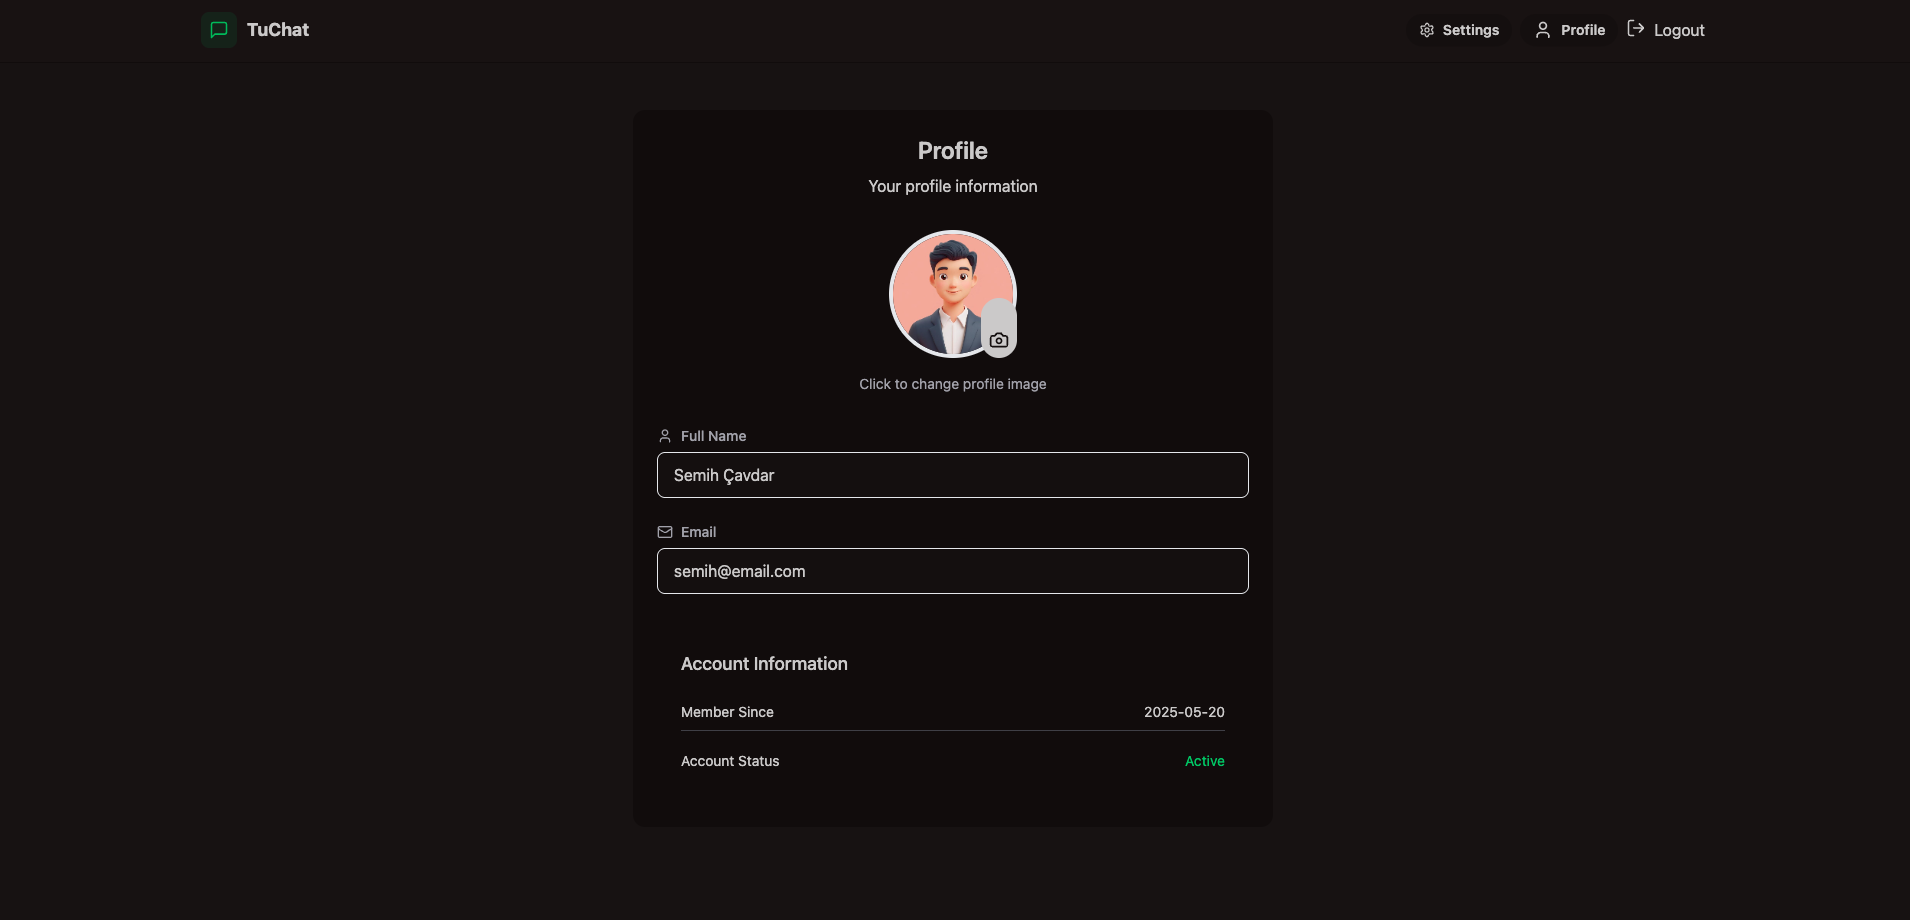 TuChat
Settings
Profile
Logout
Profile
Your profile information
Click to change profile image
Full Name
Semih Çavdar
Email
semih@email.com
Account Information
Member Since 2025-05-20
Account Status Active